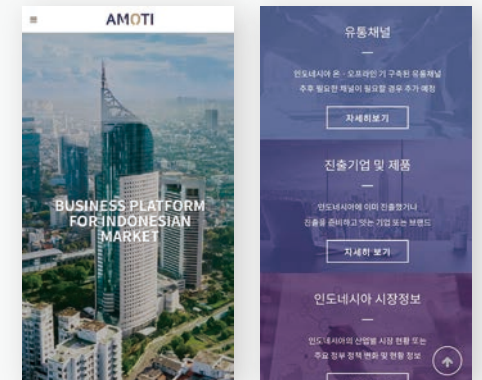 AMOTI
BUSINESS PLATFORM
FOR INDONESIAN
MARKET
유통채널
인도네시아 온 · 오프라인 기 구축된 유통채널
추후 필요한 채널이 필요할 경우 추가 예정
자세히보기
진출기업 및 제품
인도네시아에 이미 진출했거나
진출을 준비하고 잇는 기업 또는 브랜드
자세히 보기
인도네시아 시장정보
인도네시아의 산업별 시장 현황 또는
주요 정부 정책 변화 및 현황 정보